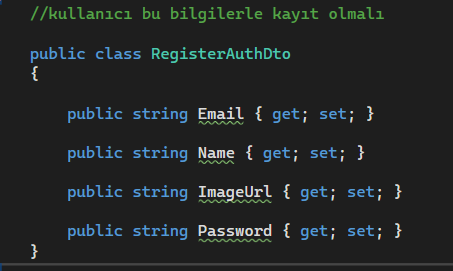 //kullanıcı bu bilgilerle kayıt olmalı
public class RegisterAuthDto
{
public string Email { get; set; }
public string Name { get; set; }
public string ImageUrl { get; set; }
public string Password { get; set; }
}